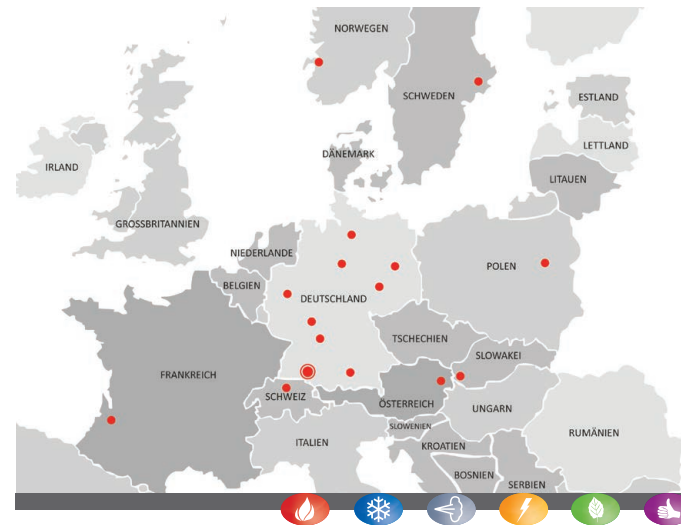 NORWEGEN
SCHWEDEN
ESTLAND
LETTLAND
LITAUEN
DÄNEMARK
IRLAND
GROSSBRITANNIEN
NIEDERLANDE
BELGIEN
DEUTSCHLAND
POLEN
TSCHECHIEN
SLOWAKEI
FRANKREICH
SCHWEIZ
ÖSTERREICH
UNGARN
SLOWENIEN
RUMÄNIEN
ITALIEN
KROATIEN
BOSNIEN
SERBIEN